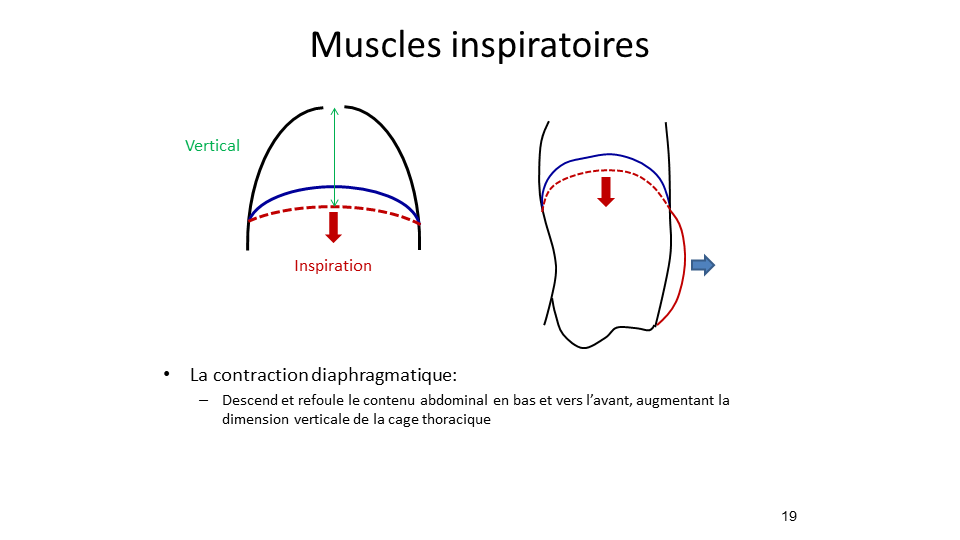 Muscles inspiratoires
Vertical
Inspiration
• La contraction diaphragmatique:
– Descend et refoule le contenu abdominal en bas et vers l’avant, augmentant la
dimension verticale de la cage thoracique
19